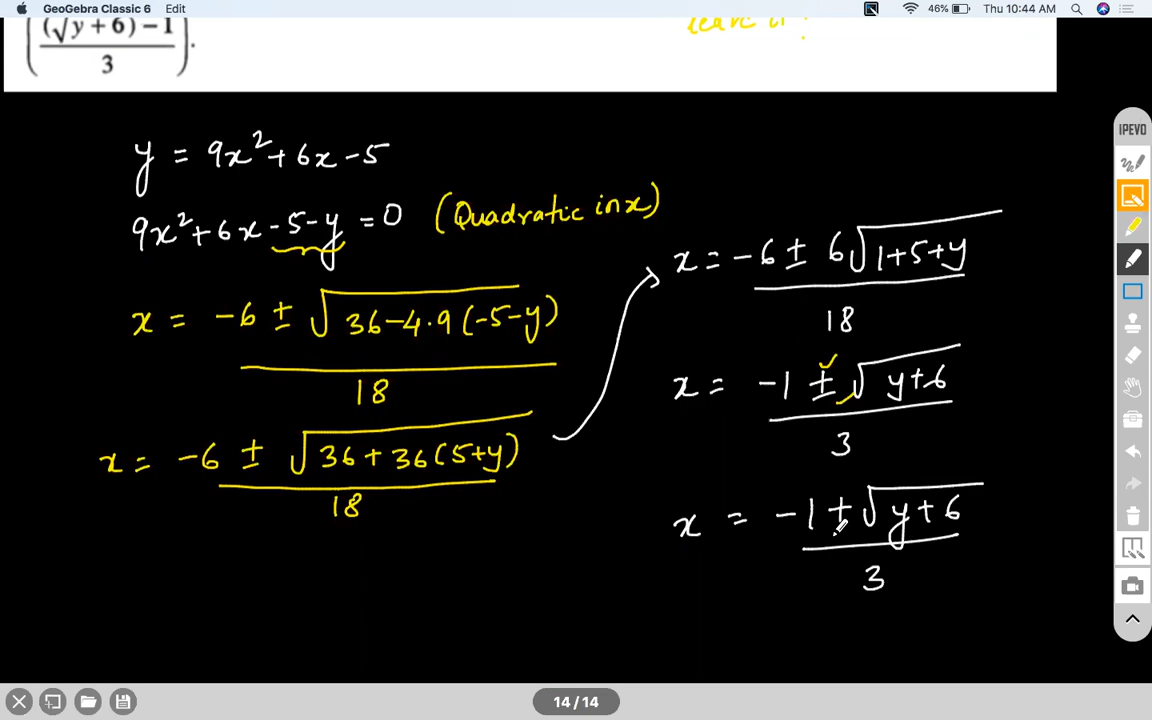 GeoGebra Classic 6 Edit 46% Thu 10:44 AM
(√y + 6) − 1
3
leave it?
y = 9x² + 6x − 5
9x² + 6x − 5 − y = 0 (Quadratic in x)
x = −6 ± √36 − 4·9 (−5 − y)
18
x = −6 ± √36 + 36(5+y)
18
x = −6 ± 6√1+5+y
18
x = −1 ± √y+6
3
x = −1 ± √y+6
3
IPEVO
14 / 14